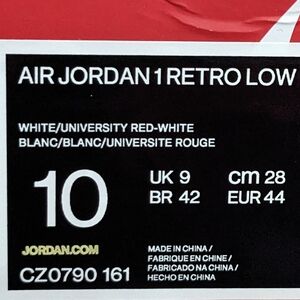 AIR JORDAN 1 RETRO LOW
WHITE/UNIVERSITY RED-WHITE
BLANC/BLANC/UNIVERSITE ROUGE
10
UK 9 cm 28
BR 42 EUR 44
JORDAN.COM
CZ0790 161
MADE IN CHINA /
FABRIQUE EN CHINE /
FABRICADO NA CHINA /
HECHO EN CHINA